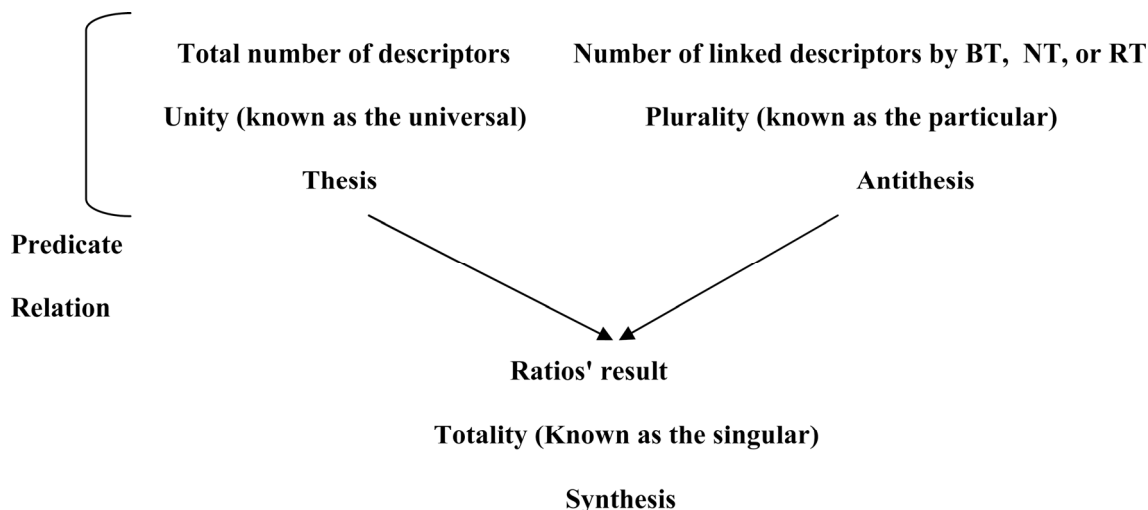 Total number of descriptors Number of linked descriptors by BT, NT, or RT
Unity (known as the universal) Plurality (known as the particular)
Thesis Antithesis
Predicate
Relation
Ratios' result
Totality (Known as the singular)
Synthesis